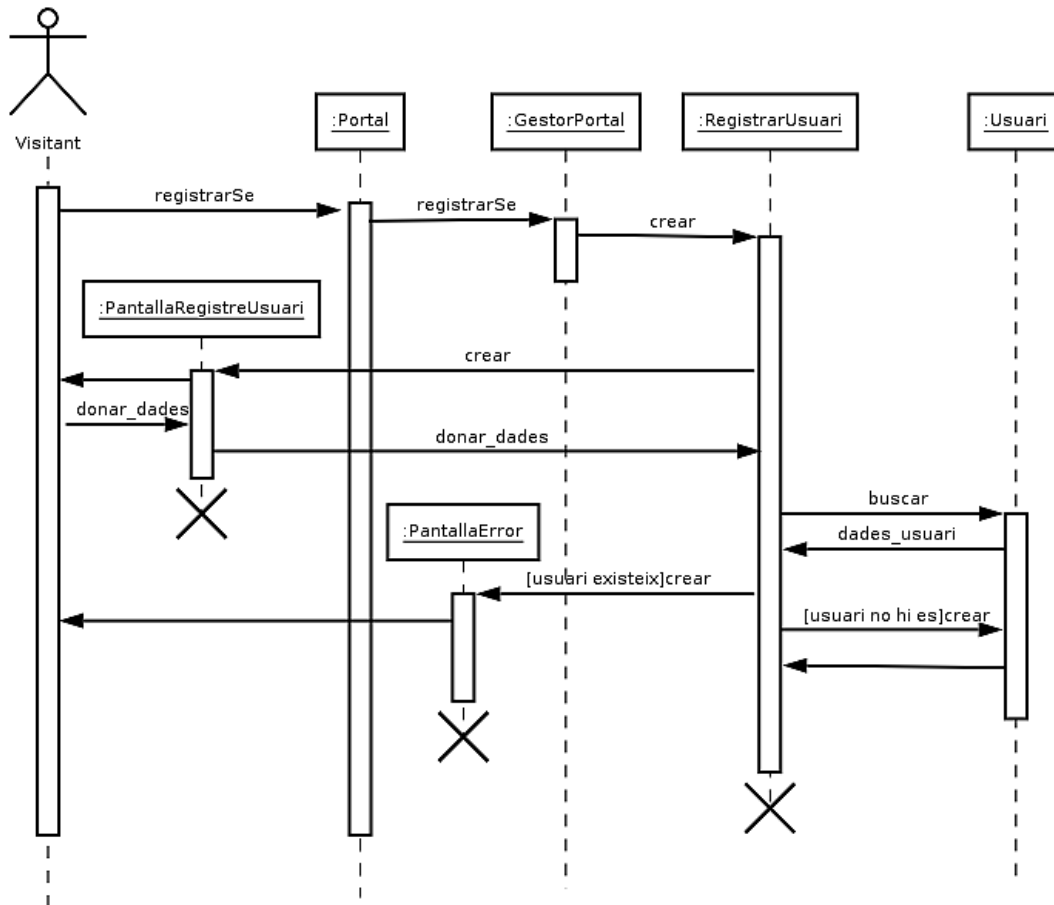 Visitant
:Portal
:GestorPortal
:RegistrarUsuari
:Usuari
registrarSe
registrarSe
crear
:PantallaRegistreUsuari
crear
donar_dades
donar_dades
buscar
:PantallaError
dades_usuari
[usuari existeix]crear
[usuari no hi es]crear